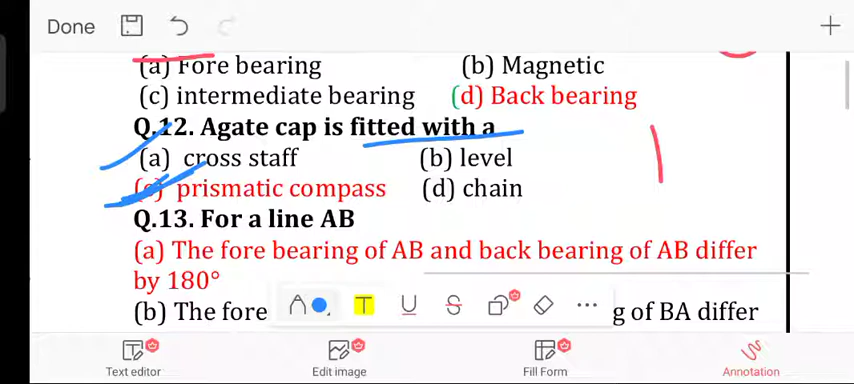 Done
(a) Fore bearing (b) Magnetic
(c) intermediate bearing (d) Back bearing
Q.12. Agate cap is fitted with a
(a) cross staff (b) level
(c) prismatic compass (d) chain
Q.13. For a line AB
(a) The fore bearing of AB and back bearing of AB differ
by 180°
(b) The fore g of BA differ
T U S
Text editor Edit image Fill Form Annotation